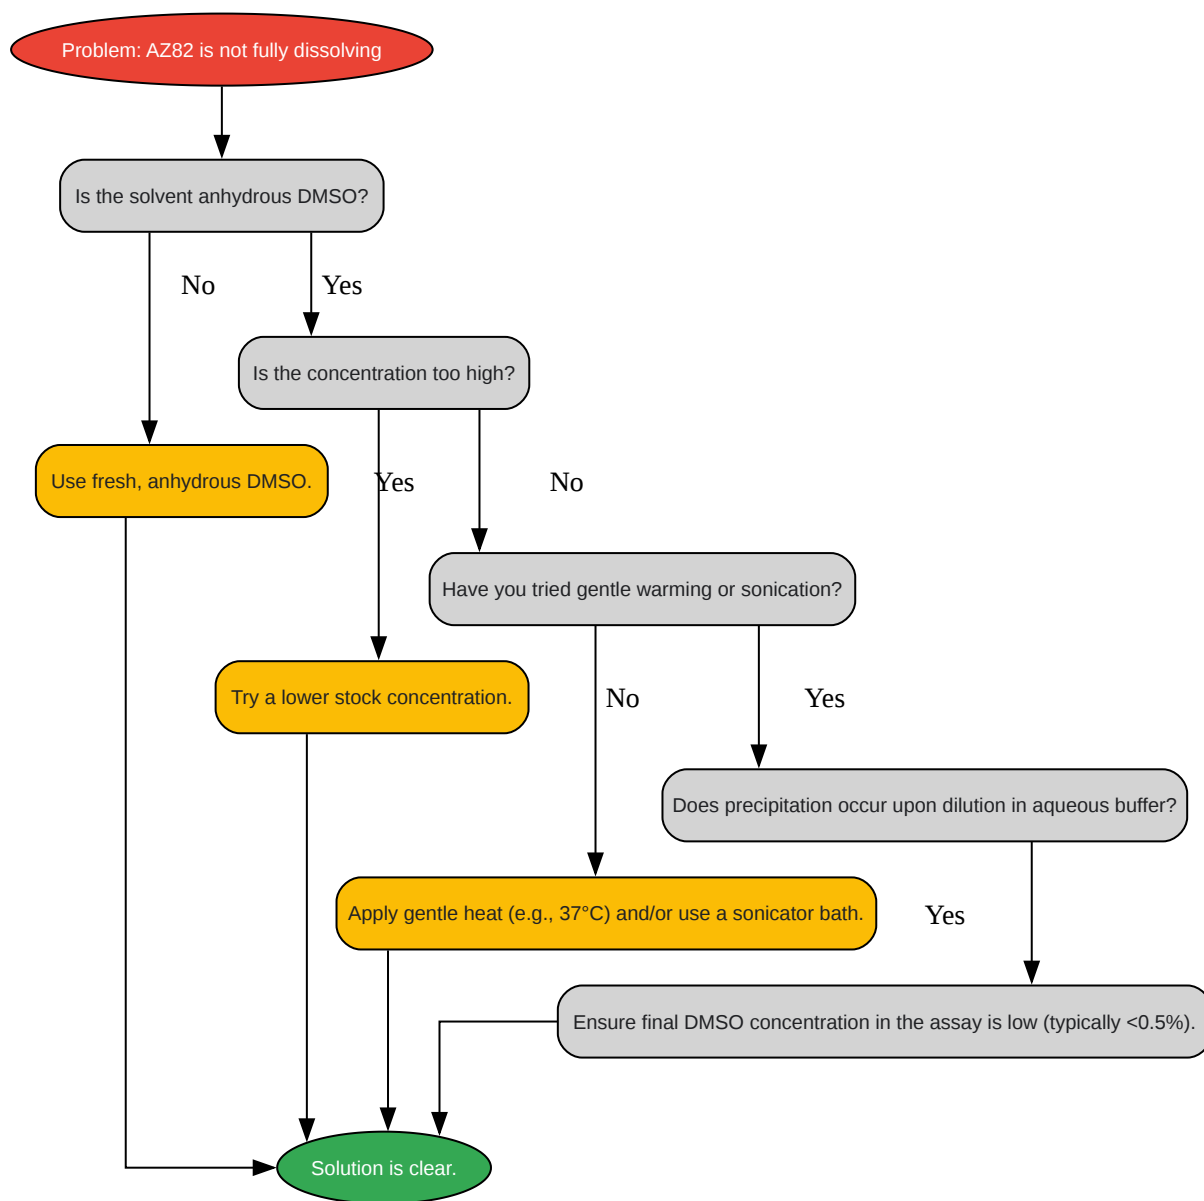 Problem: AZ82 is not fully dissolving
Is the solvent anhydrous DMSO?
No
Yes
Is the concentration too high?
Use fresh, anhydrous DMSO.
Yes
No
Have you tried gentle warming or sonication?
Try a lower stock concentration.
No
Yes
Does precipitation occur upon dilution in aqueous buffer?
Apply gentle heat (e.g., 37°C) and/or use a sonicator bath.
Yes
Ensure final DMSO concentration in the assay is low (typically <0.5%).
Solution is clear.